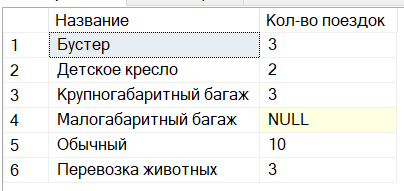 Название Кол-во поездок
1 Бустер 3
2 Детское кресло 2
3 Крупногабаритный багаж 3
4 Малогабаритный багаж NULL
5 Обычный 10
6 Перевозка животных 3